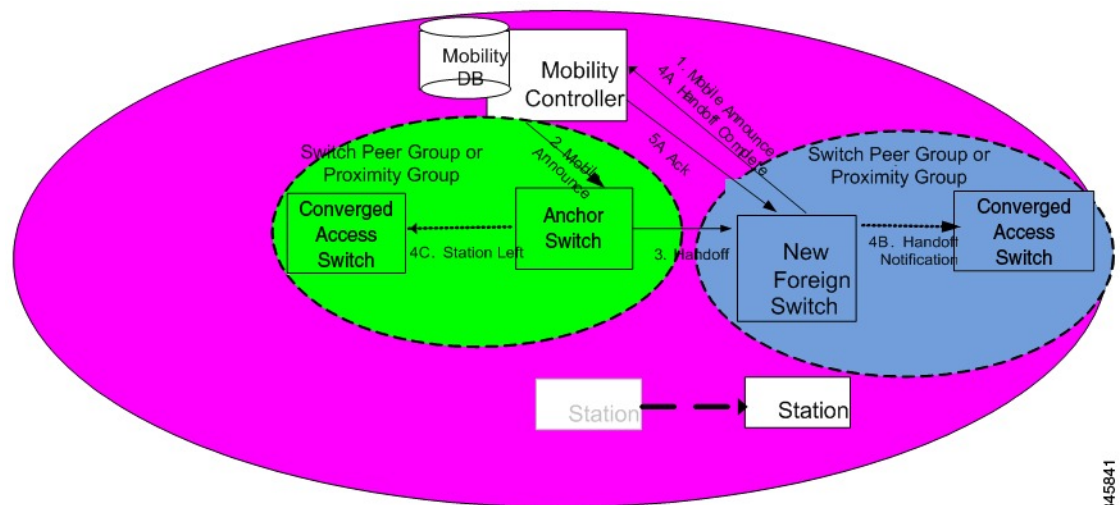 Mobility
DB
Mobility
Controller
1. Mobile Announce
4A. Handoff Complete
5A Ack
2. Mobile
Announce
Switch Peer Group or
Proximity Group
Converged
Access
Switch
4C. Station Left
Anchor
Switch
3. Handoff
Switch Peer Group or
Proximity Group
New
Foreign
Switch
4B. Handoff
Notification
Converged
Access
Switch
Station
Station